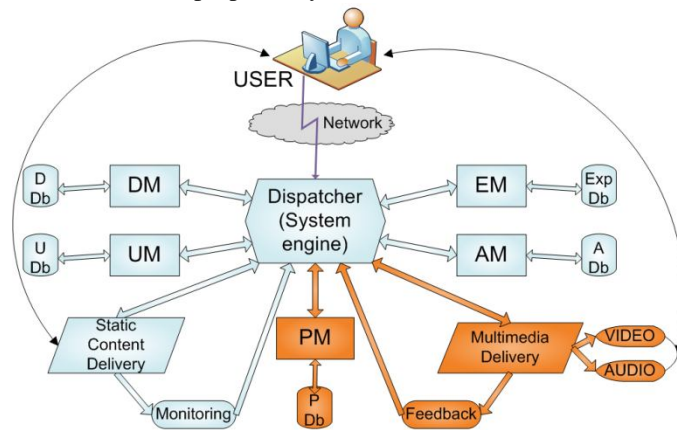 USER
Network
D
Db
DM
Dispatcher
(System
engine)
EM
Exp
Db
U
Db
UM
AM
A
Db
Static
Content
Delivery
PM
Multimedia
Delivery
VIDEO
AUDIO
Monitoring
P
Db
Feedback